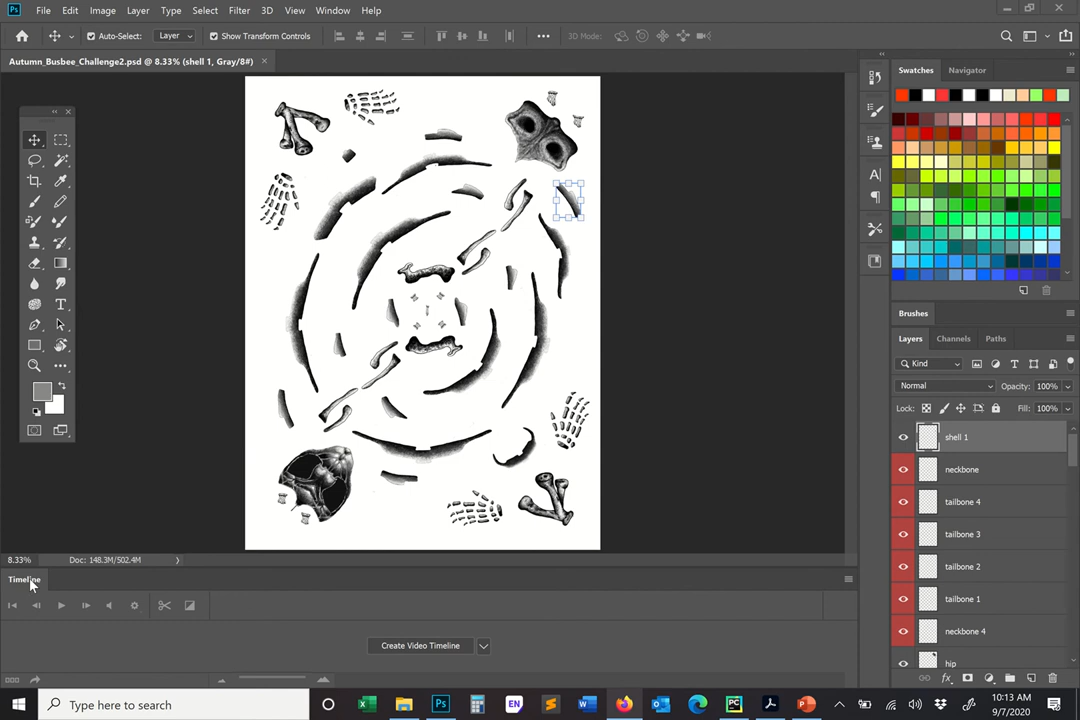 Ps File Edit Image Layer Type Select Filter 3D View Window Help
Auto-Select: Layer Show Transform Controls 3D Mode:
Autumn_Busbee_Challenge2.psd @ 8.33% (shell 1, Gray/8#) ×
Swatches Navigator
Brushes
Layers Channels Paths
Kind
Normal Opacity: 100%
Lock: Fill: 100%
shell 1
neckbone
tailbone 4
tailbone 3
tailbone 2
tailbone 1
neckbone 4
hip
8.33% Doc: 148.3M/502.4M
Timeline
Create Video Timeline
Type here to search
10:13 AM
9/7/2020